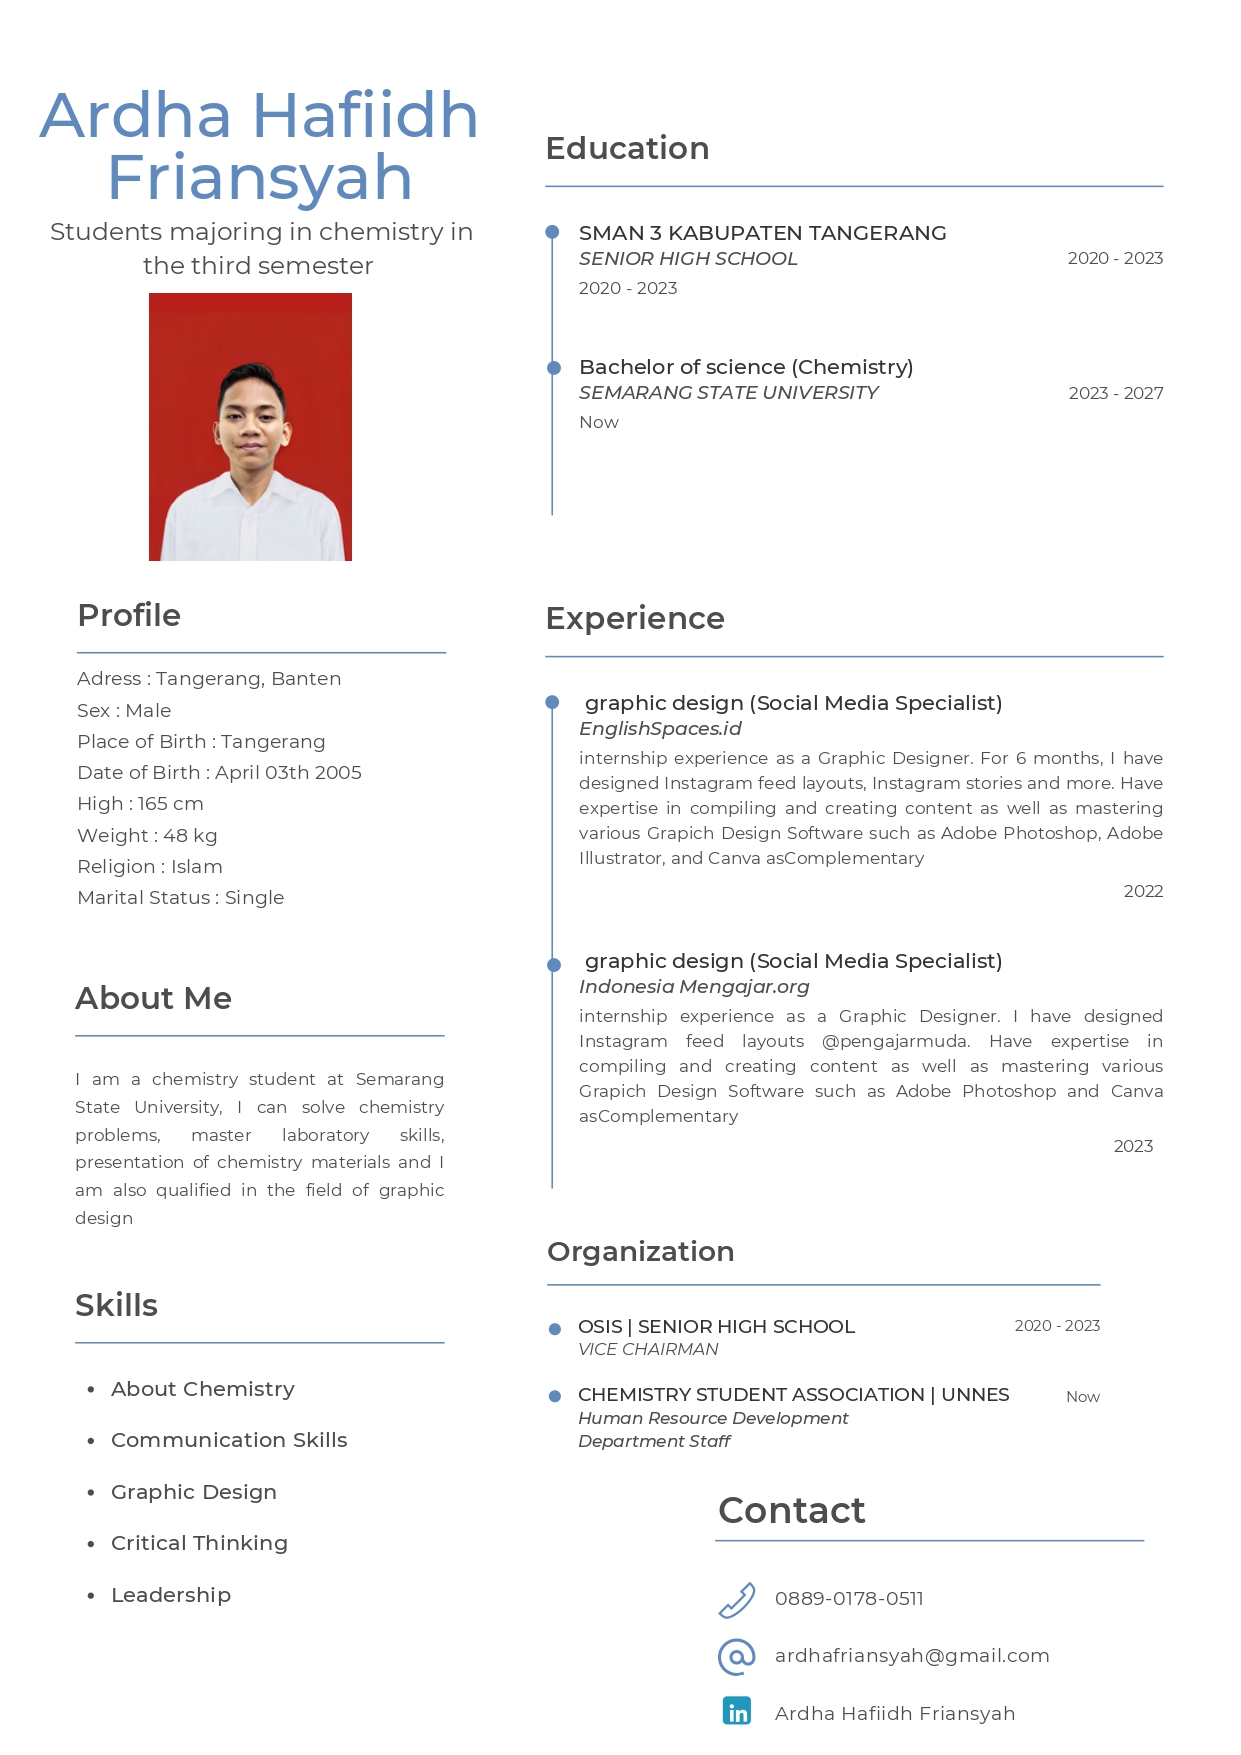 Ardha Hafiidh
Friansyah
Students majoring in chemistry in
the third semester
Profile
Adress : Tangerang, Banten
Sex : Male
Place of Birth : Tangerang
Date of Birth : April 03th 2005
High : 165 cm
Weight : 48 kg
Religion : Islam
Marital Status : Single
About Me
I am a chemistry student at Semarang
State University, I can solve chemistry
problems, master laboratory skills,
presentation of chemistry materials and I
am also qualified in the field of graphic
design
Skills
• About Chemistry
• Communication Skills
• Graphic Design
• Critical Thinking
• Leadership
Education
SMAN 3 KABUPATEN TANGERANG
SENIOR HIGH SCHOOL 2020 - 2023
2020 - 2023
Bachelor of science (Chemistry)
SEMARANG STATE UNIVERSITY 2023 - 2027
Now
Experience
graphic design (Social Media Specialist)
EnglishSpaces.id
internship experience as a Graphic Designer. For 6 months, I have
designed Instagram feed layouts, Instagram stories and more. Have
expertise in compiling and creating content as well as mastering
various Grapich Design Software such as Adobe Photoshop, Adobe
Illustrator, and Canva asComplementary
2022
graphic design (Social Media Specialist)
Indonesia Mengajar.org
internship experience as a Graphic Designer. I have designed
Instagram feed layouts @pengajarmuda. Have expertise in
compiling and creating content as well as mastering various
Grapich Design Software such as Adobe Photoshop and Canva
asComplementary
2023
Organization
OSIS | SENIOR HIGH SCHOOL 2020 - 2023
VICE CHAIRMAN
CHEMISTRY STUDENT ASSOCIATION | UNNES Now
Human Resource Development
Department Staff
Contact
0889-0178-0511
ardhafriansyah@gmail.com
in
Ardha Hafiidh Friansyah